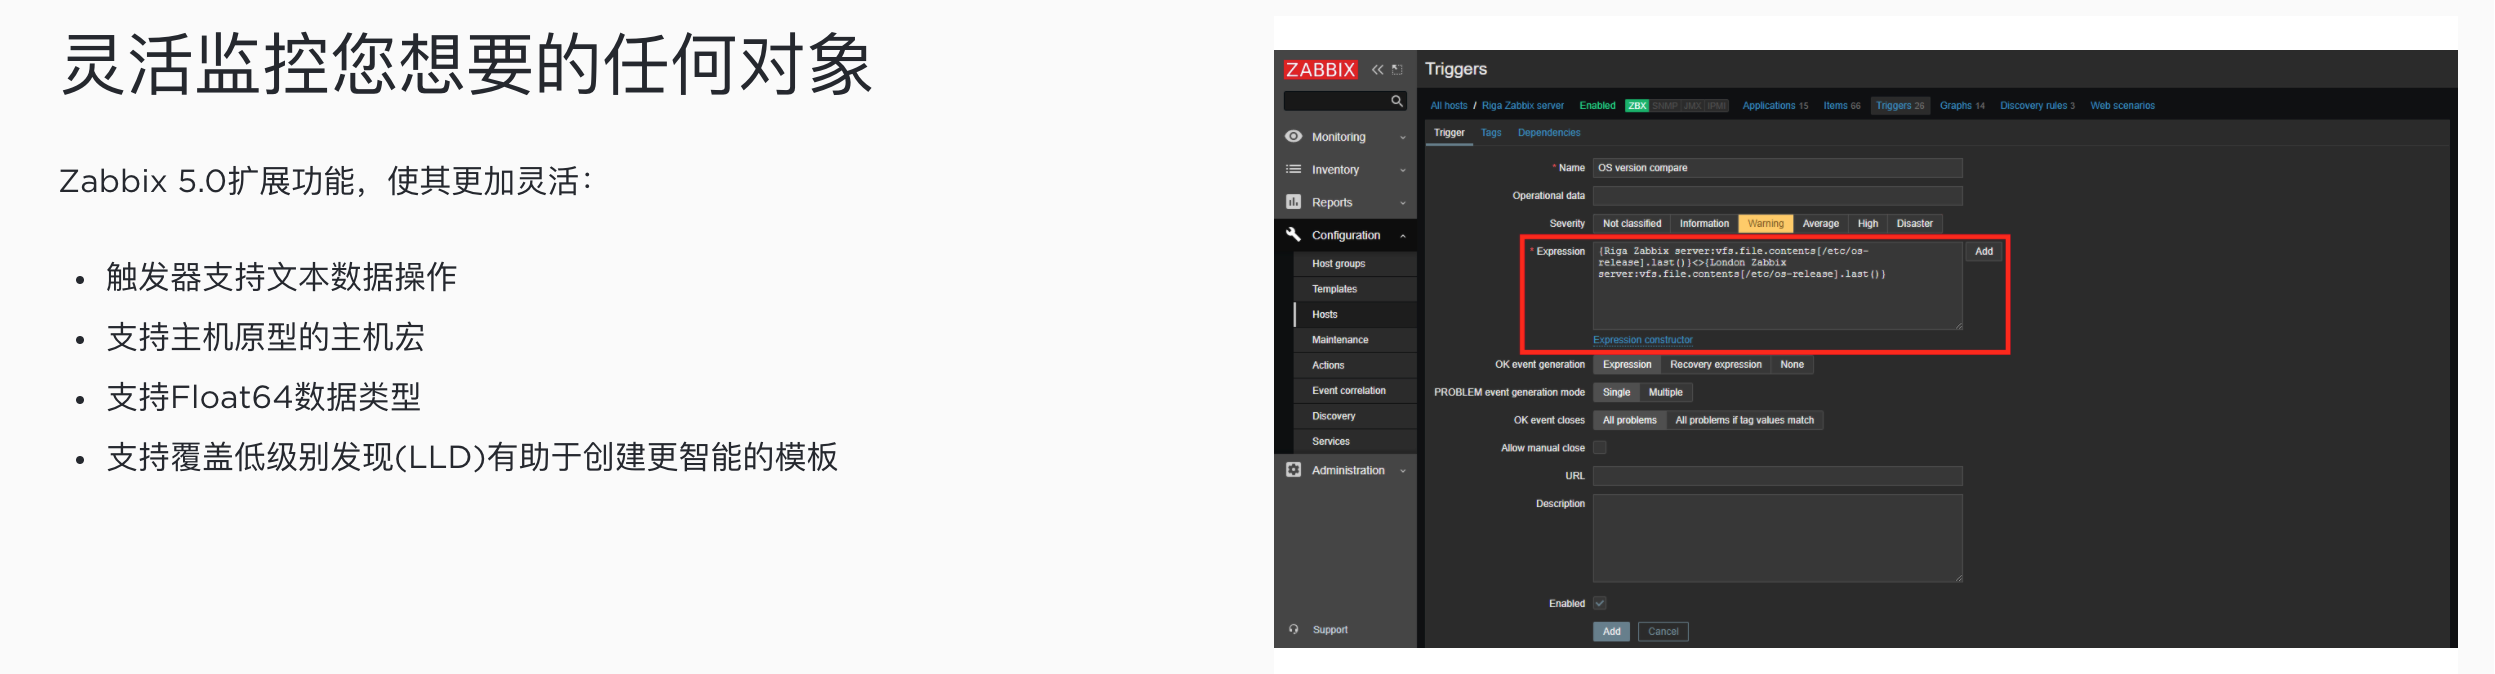 灵活监控您想要的任何对象
Zabbix 5.0扩展功能，使其更加灵活：
• 触发器支持文本数据操作
• 支持主机原型的主机宏
• 支持Float64数据类型
• 支持覆盖低级别发现(LLD)有助于创建更智能的模板
ZABBIX
Monitoring
Inventory
Reports
Configuration
Host groups
Templates
Hosts
Maintenance
Actions
Event correlation
Discovery
Services
Administration
Support
Triggers
All hosts / Riga Zabbix server Enabled ZBX SNMP JMX IPMI Applications 15 Items 66 Triggers 26 Graphs 14 Discovery rules 3 Web scenarios
Trigger Tags Dependencies
* Name OS version compare
Operational data
Severity Not classified Information Warning Average High Disaster
* Expression {Riga Zabbix server:vfs.file.contents[/etc/os-
release].last()}<>{London Zabbix
server:vfs.file.contents[/etc/os-release].last()}
Add
Expression constructor
OK event generation Expression Recovery expression None
PROBLEM event generation mode Single Multiple
OK event closes All problems All problems if tag values match
Allow manual close
URL
Description
Enabled
Add Cancel